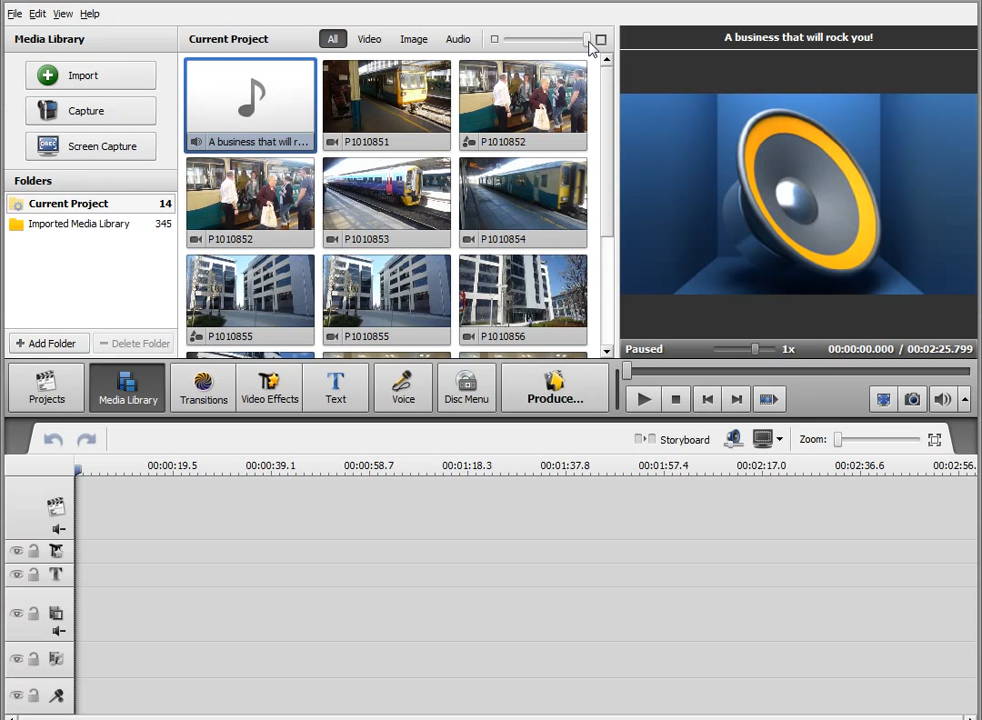 File Edit View Help
Media Library
Current Project
All Video Image Audio
A business that will rock you!
Import
Capture
Screen Capture
A business that will r...
P1010851
P1010852
Folders
Current Project 14
Imported Media Library 345
P1010852
P1010853
P1010854
P1010855
P1010855
P1010856
Add Folder
Delete Folder
Paused
1x
00:00:00.000 / 00:02:25.799
Projects
Media Library
Transitions
Video Effects
Text
Voice
Disc Menu
Produce...
Storyboard
Zoom:
00:00:19.5 00:00:39.1 00:00:58.7 00:01:18.3 00:01:37.8 00:01:57.4 00:02:17.0 00:02:36.6 00:02:56.
T